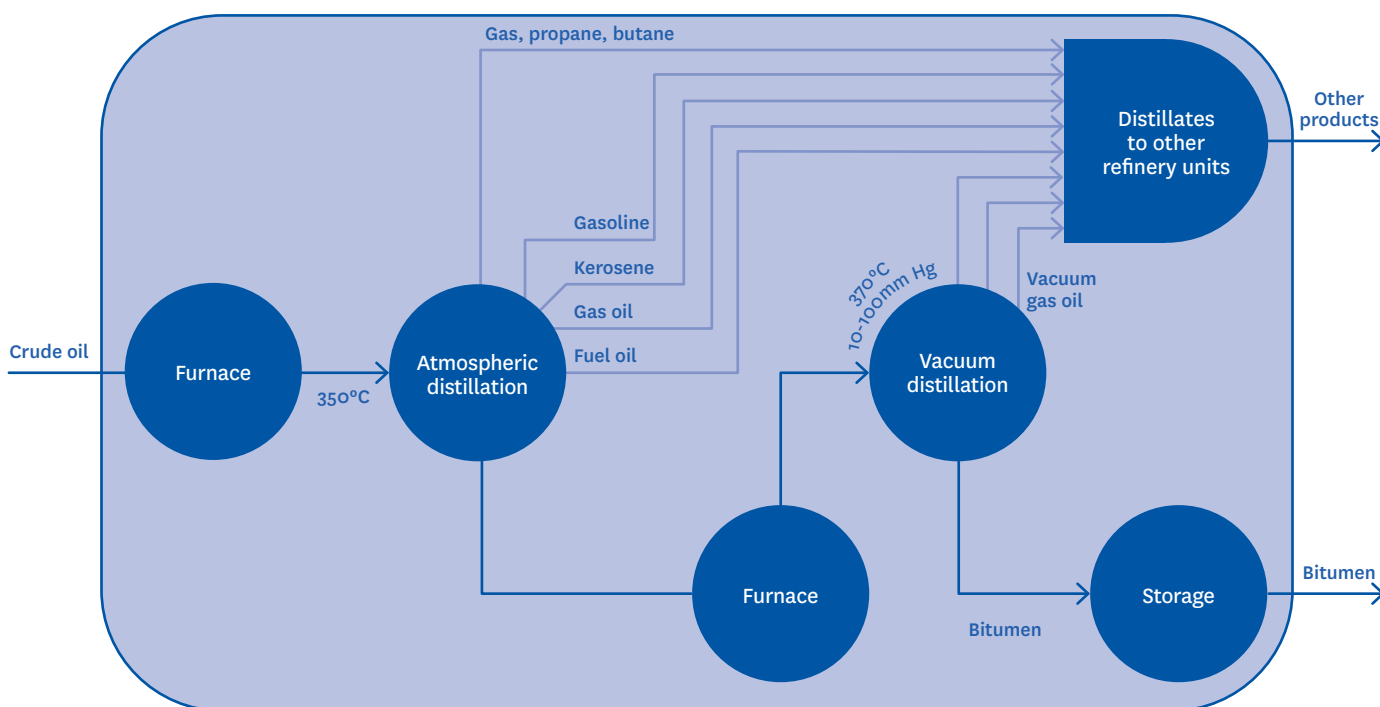 Gas, propane, butane
Other
products
Distillates
to other
refinery units
Gasoline
Kerosene
370°C
10-100mm Hg
Vacuum
gas oil
Gas oil
Crude oil
Furnace
350°C
Atmospheric
distillation
Fuel oil
Vacuum
distillation
Furnace
Bitumen
Storage
Bitumen